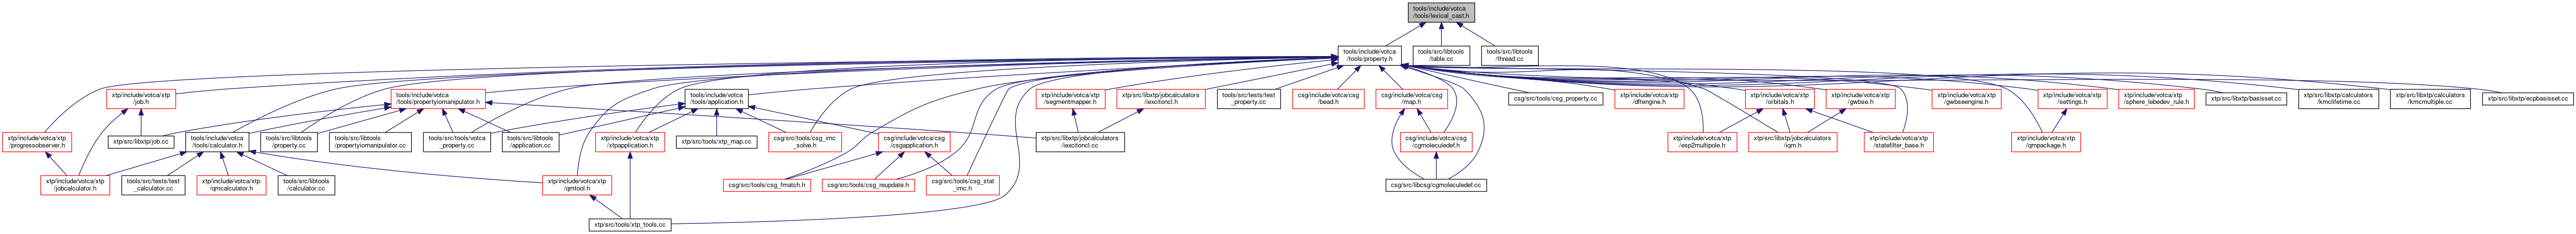 tools/include/votca
/tools/lexical_cast.h
tools/include/votca
/tools/property.h
tools/src/libtools
/table.cc
tools/src/libtools
/thread.cc
xtp/include/votca/xtp
/job.h
tools/include/votca
/tools/propertyiomanipulator.h
tools/include/votca
/tools/application.h
xtp/include/votca/xtp
/segmentmapper.h
xtp/src/libxtp/jobcalculators
/iexcitoncl.h
tools/src/tests/test
_property.cc
csg/include/votca/csg
/bead.h
csg/include/votca/csg
/map.h
csg/src/tools/csg_property.cc
xtp/include/votca/xtp
/dftengine.h
xtp/include/votca/xtp
/orbitals.h
xtp/include/votca/xtp
/gwbse.h
xtp/include/votca/xtp
/gwbseengine.h
xtp/include/votca/xtp
/settings.h
xtp/include/votca/xtp
/sphere_lebedev_rule.h
xtp/src/libxtp/basisset.cc
xtp/src/libxtp/calculators
/kmclifetime.cc
xtp/src/libxtp/calculators
/kmcmultiple.cc
xtp/src/libxtp/ecpbasisset.cc
xtp/include/votca/xtp
/progressobserver.h
xtp/src/libxtp/job.cc
tools/include/votca
/tools/calculator.h
tools/src/libtools
/property.cc
tools/src/libtools
/propertyiomanipulator.cc
tools/src/tools/votca
_property.cc
tools/src/libtools
/application.cc
xtp/include/votca/xtp
/xtpapplication.h
xtp/src/tools/xtp_map.cc
csg/src/tools/csg_imc
_solve.h
csg/include/votca/csg
/csgapplication.h
xtp/src/libxtp/jobcalculators
/iexcitoncl.cc
csg/include/votca/csg
/cgmoleculedef.h
xtp/include/votca/xtp
/esp2multipole.h
xtp/src/libxtp/jobcalculators
/iqm.h
xtp/include/votca/xtp
/statefilter_base.h
xtp/include/votca/xtp
/qmpackage.h
xtp/include/votca/xtp
/jobcalculator.h
tools/src/tests/test
_calculator.cc
xtp/include/votca/xtp
/qmcalculator.h
tools/src/libtools
/calculator.cc
xtp/include/votca/xtp
/qmtool.h
csg/src/tools/csg_fmatch.h
csg/src/tools/csg_reupdate.h
csg/src/tools/csg_stat
_imc.h
csg/src/libcsg/cgmoleculedef.cc
xtp/src/tools/xtp_tools.cc